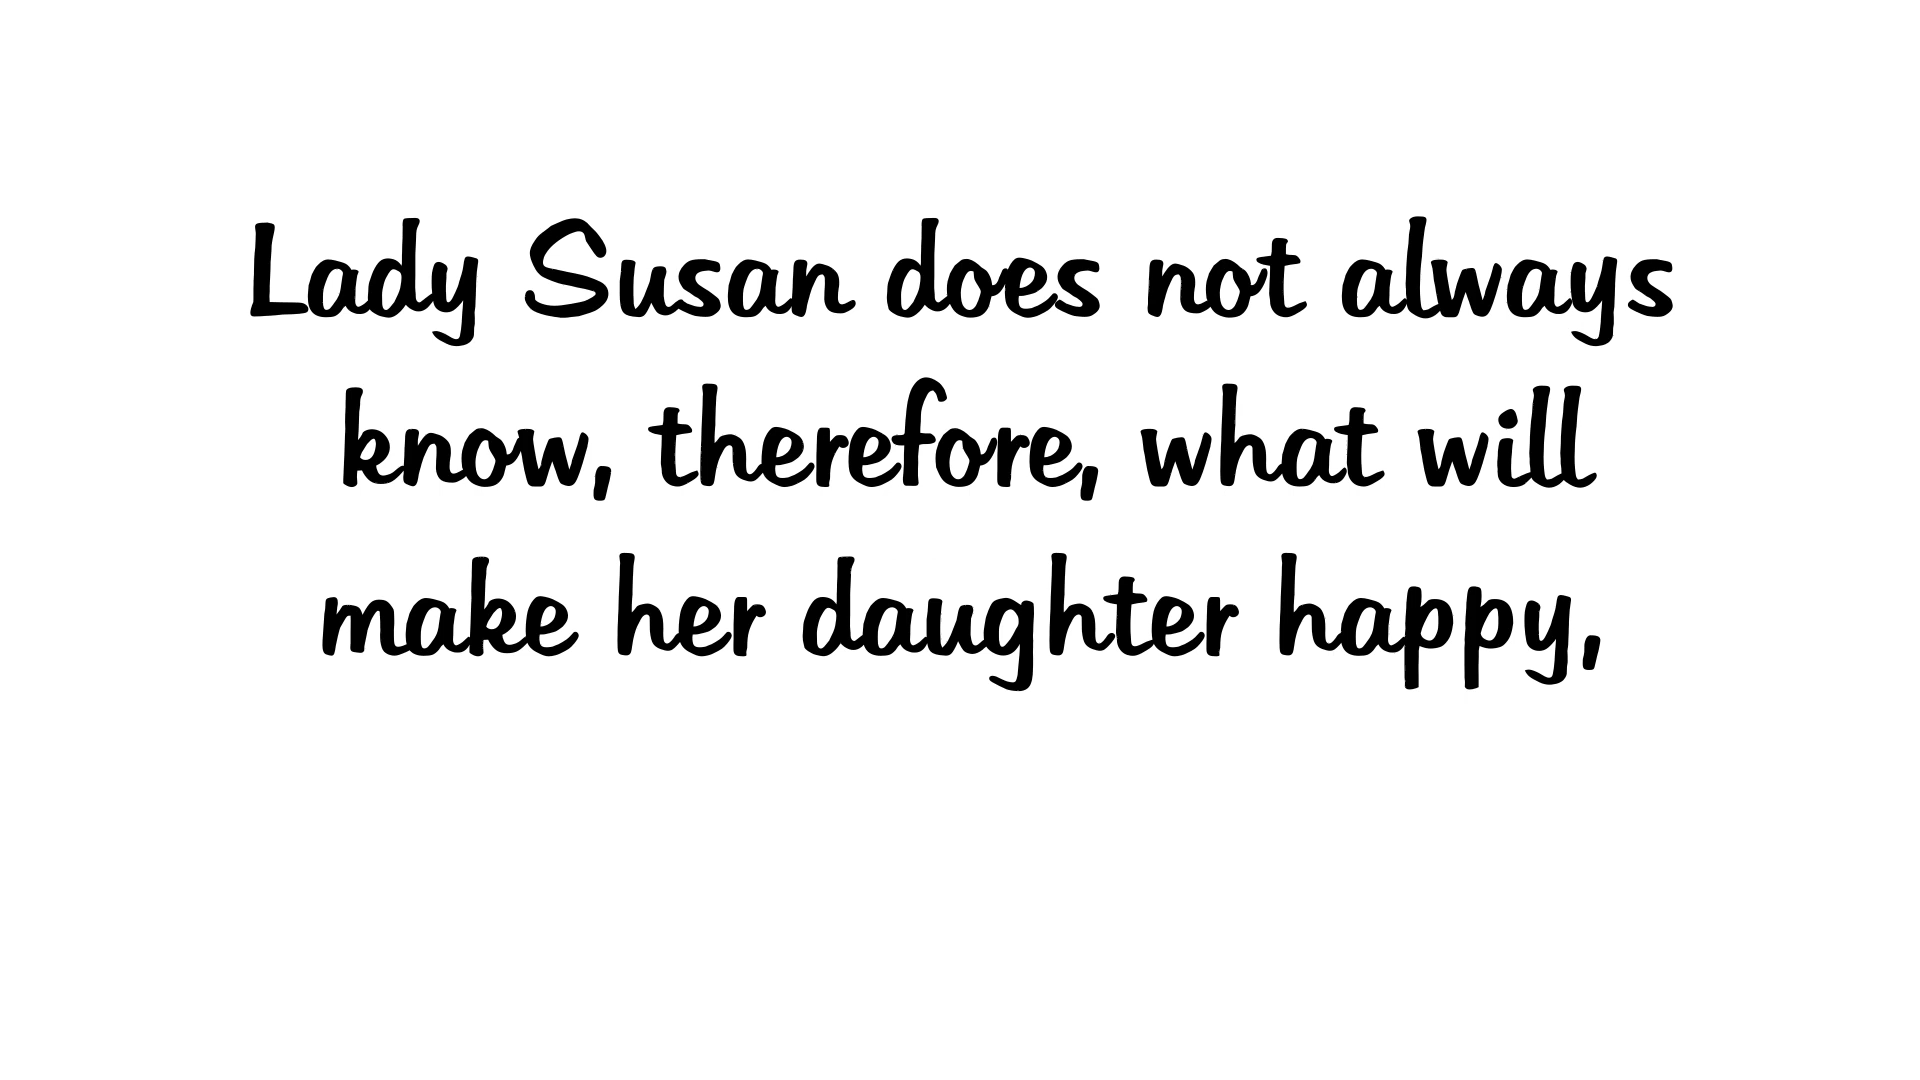 Lady Susan does not always
know, therefore, what will
make her daughter happy,